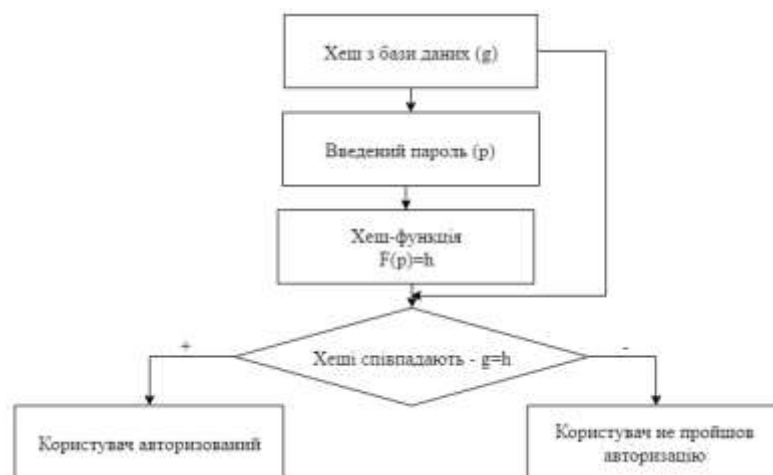 Хеш з бази даних (g)
Введений пароль (p)
Хеш-функція
F(p)=h
Хеші співпадають - g=h
+
-
Користувач авторизований
Користувач не пройшов
авторизацію